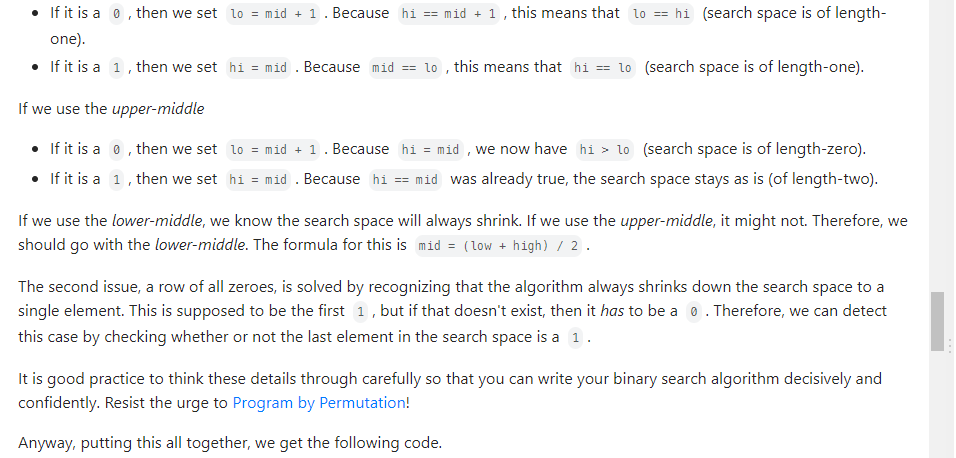 • If it is a 0 , then we set lo = mid + 1 . Because hi == mid + 1 , this means that lo == hi (search space is of length-
one).
• If it is a 1 , then we set hi = mid . Because mid == lo , this means that hi == lo (search space is of length-one).
If we use the upper-middle
• If it is a 0 , then we set lo = mid + 1 . Because hi = mid , we now have hi > lo (search space is of length-zero).
• If it is a 1 , then we set hi = mid . Because hi == mid was already true, the search space stays as is (of length-two).
If we use the lower-middle, we know the search space will always shrink. If we use the upper-middle, it might not. Therefore, we
should go with the lower-middle. The formula for this is mid = (low + high) / 2 .
The second issue, a row of all zeroes, is solved by recognizing that the algorithm always shrinks down the search space to a
single element. This is supposed to be the first 1 , but if that doesn't exist, then it has to be a 0 . Therefore, we can detect
this case by checking whether or not the last element in the search space is a 1 .
It is good practice to think these details through carefully so that you can write your binary search algorithm decisively and
confidently. Resist the urge to Program by Permutation!
Anyway, putting this all together, we get the following code.